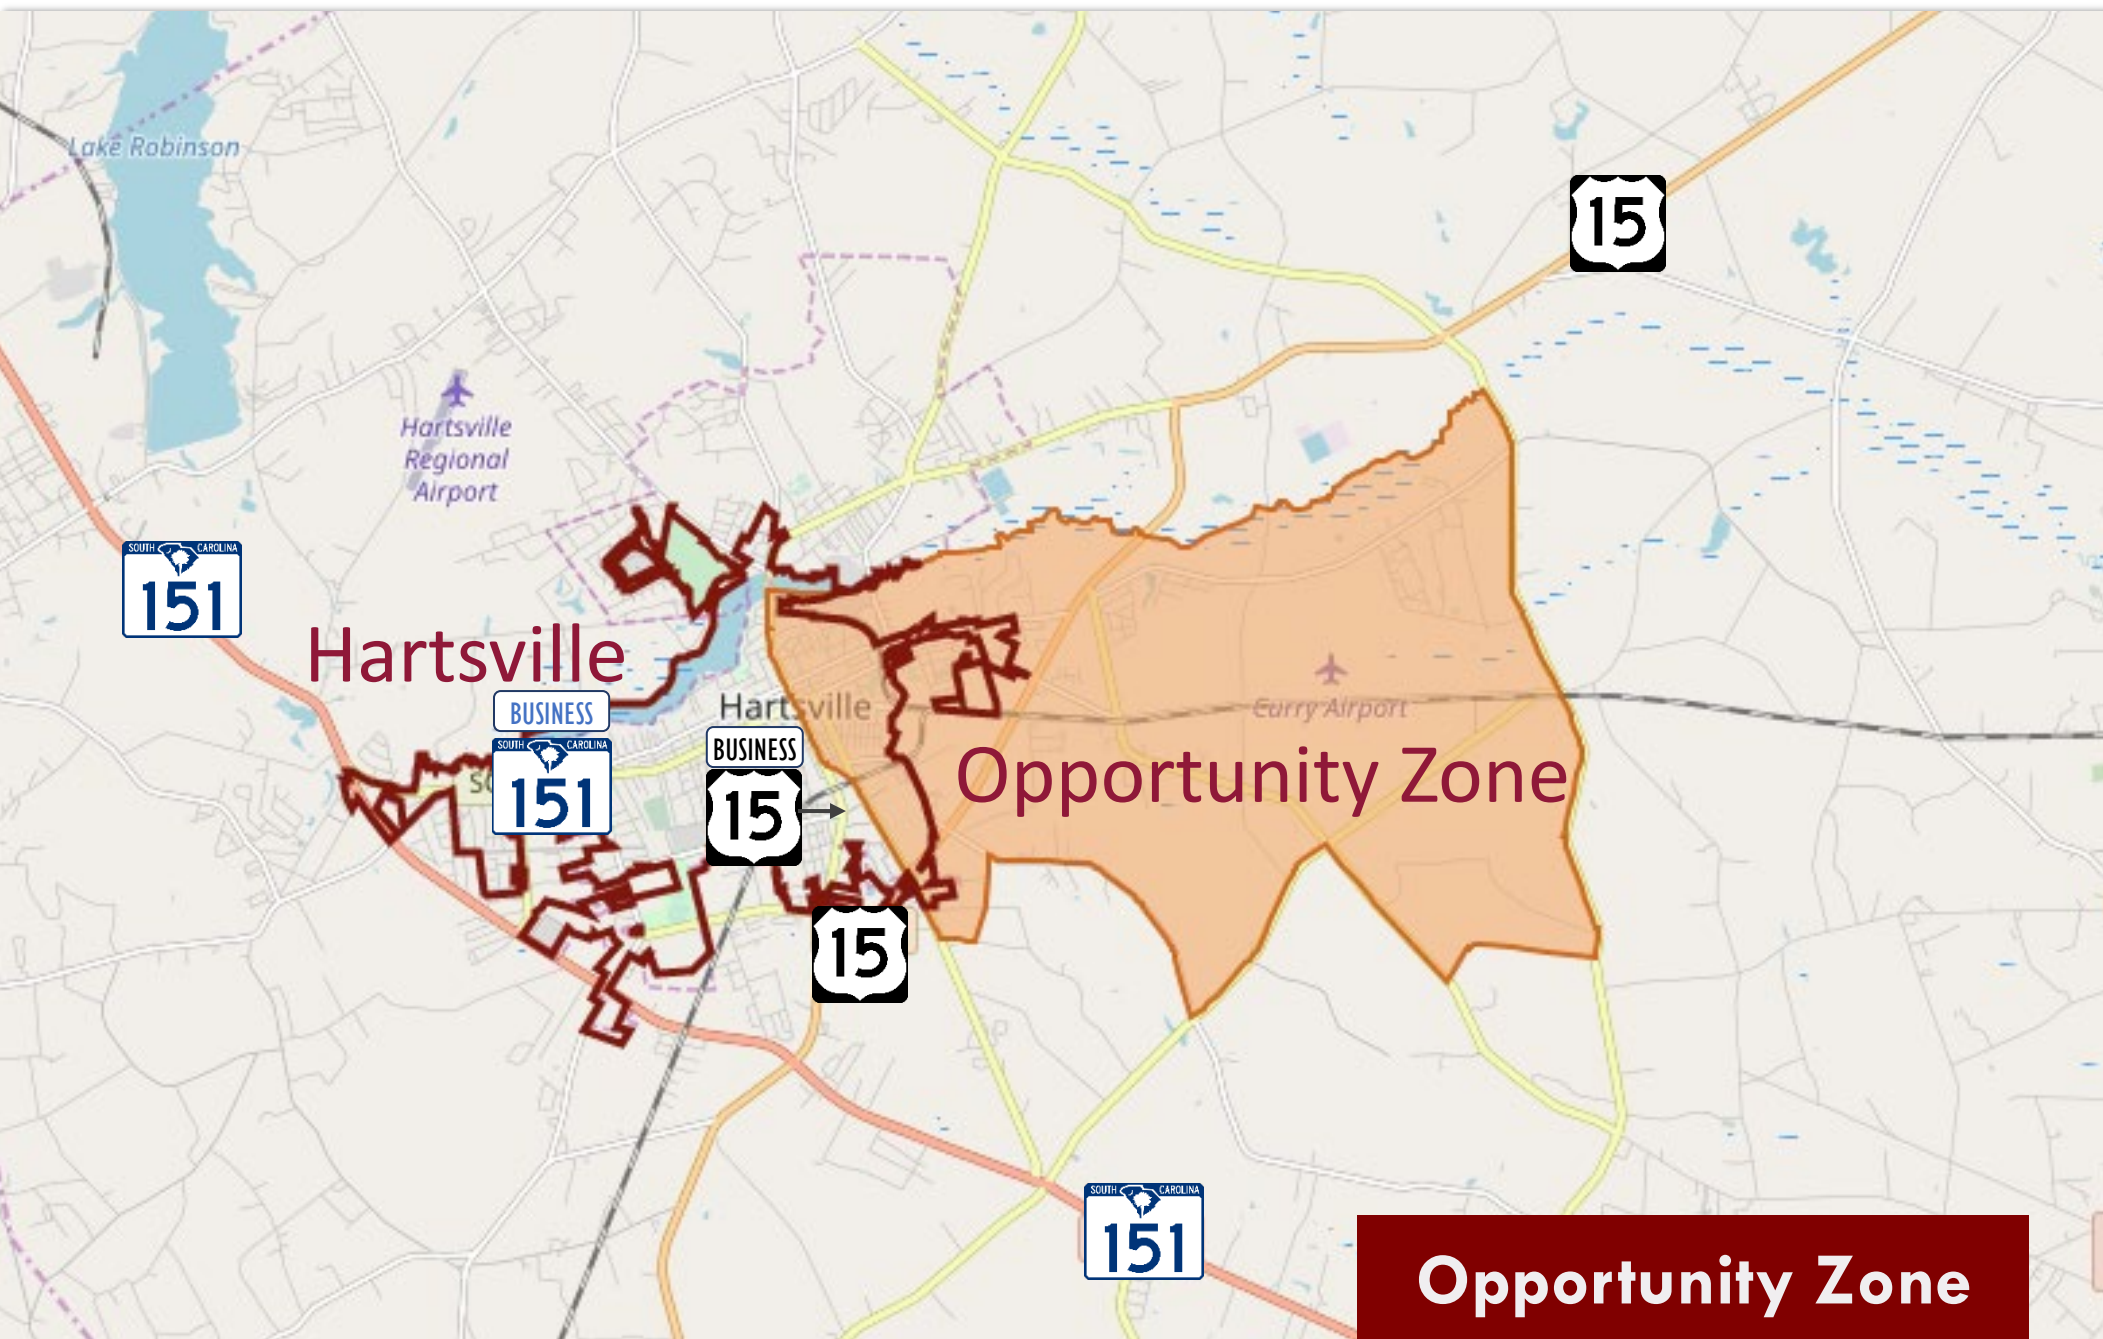 Lake Robinson
15
Hartsville
Regional
Airport
SOUTH CAROLINA
151
Hartsville
BUSINESS
SOUTH CAROLINA
151
Hartsville
BUSINESS
15
Curry Airport
Opportunity Zone
15
SOUTH CAROLINA
151
Opportunity Zone